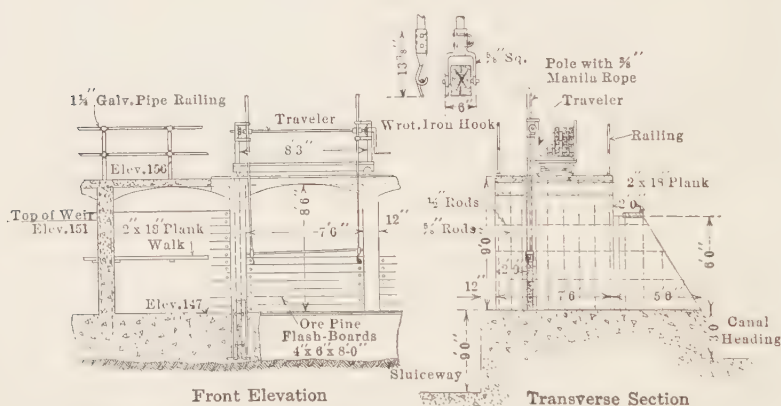 13⅜"
⅝" Sq.
6"
Wrot. Iron Hook
Pole with ⅝"
Manila Rope
Traveler
Railing
1¼" Galv. Pipe Railing
Traveler
8'3"
Elev. 156
Top of Weir
Elev. 151
2"x 18" Plank
Walk
8'6"
7'6"
12"
Elev. 147
Ore Pine
Flash-Boards
4"x 6"x 8-0"
Front Elevation
2"x 18" Plank
½" Rods
⅝" Rods
9'0"
12"
7'6"
5'6"
6'0"
3'0
Canal
Heading
9'0"
Sluiceway
Transverse Section